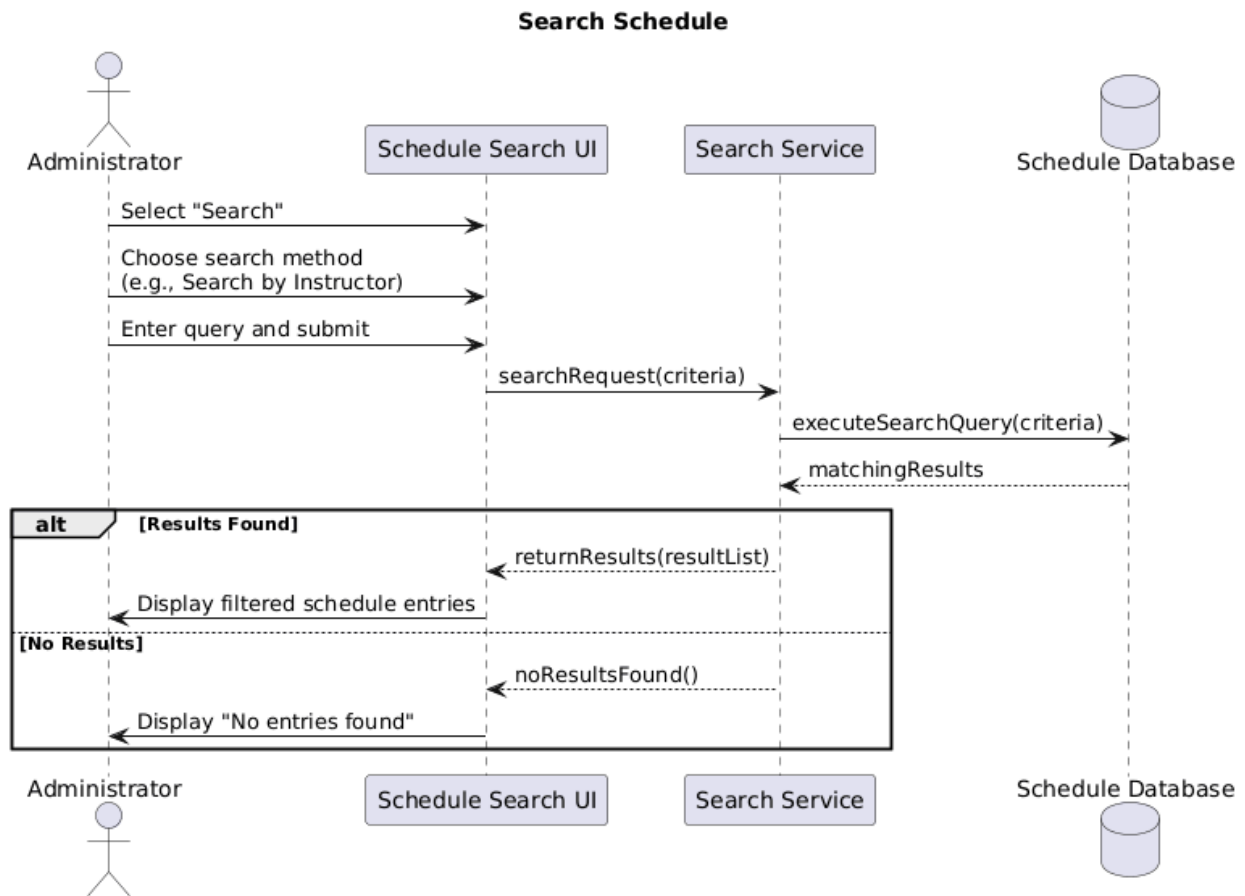 Search Schedule
Administrator
Schedule Search UI
Search Service
Schedule Database
Select "Search"
Choose search method
(e.g., Search by Instructor)
Enter query and submit
searchRequest(criteria)
executeSearchQuery(criteria)
matchingResults
alt
[Results Found]
returnResults(resultList)
Display filtered schedule entries
[No Results]
noResultsFound()
Display "No entries found"
Administrator
Schedule Search UI
Search Service
Schedule Database